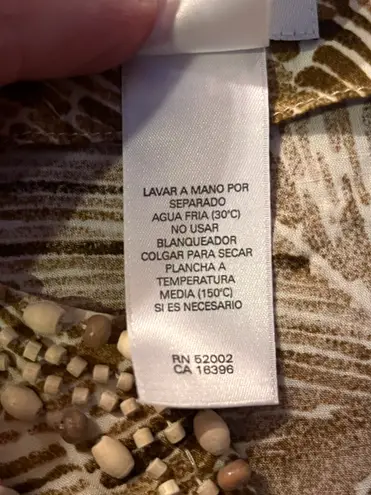 LAVAR A MANO POR
SEPARADO
AGUA FRIA (30°C)
NO USAR
BLANQUEADOR
COLGAR PARA SECAR
PLANCHA A
TEMPERATURA
MEDIA (150°C)
SI ES NECESARIO
RN 52002
CA 16396